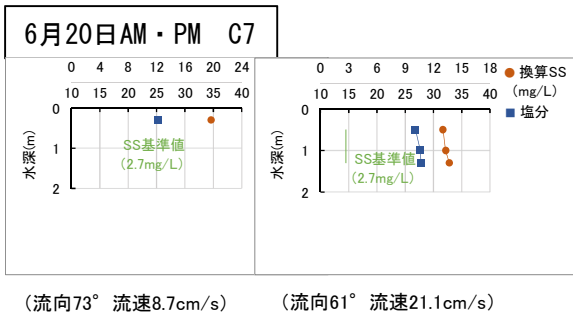 6月20日AM・PM C7
0 4 8 12 16 20 24
10 15 20 25 30 35 40
0
1
2
水深(m)
SS基準値
(2.7mg/L)
0 3 6 9 12 15 18
10 15 20 25 30 35 40
0
1
2
水深(m)
SS基準値
(2.7mg/L)
換算SS
(mg/L)
塩分
(流向73°流速8.7cm/s)
(流向61°流速21.1cm/s)